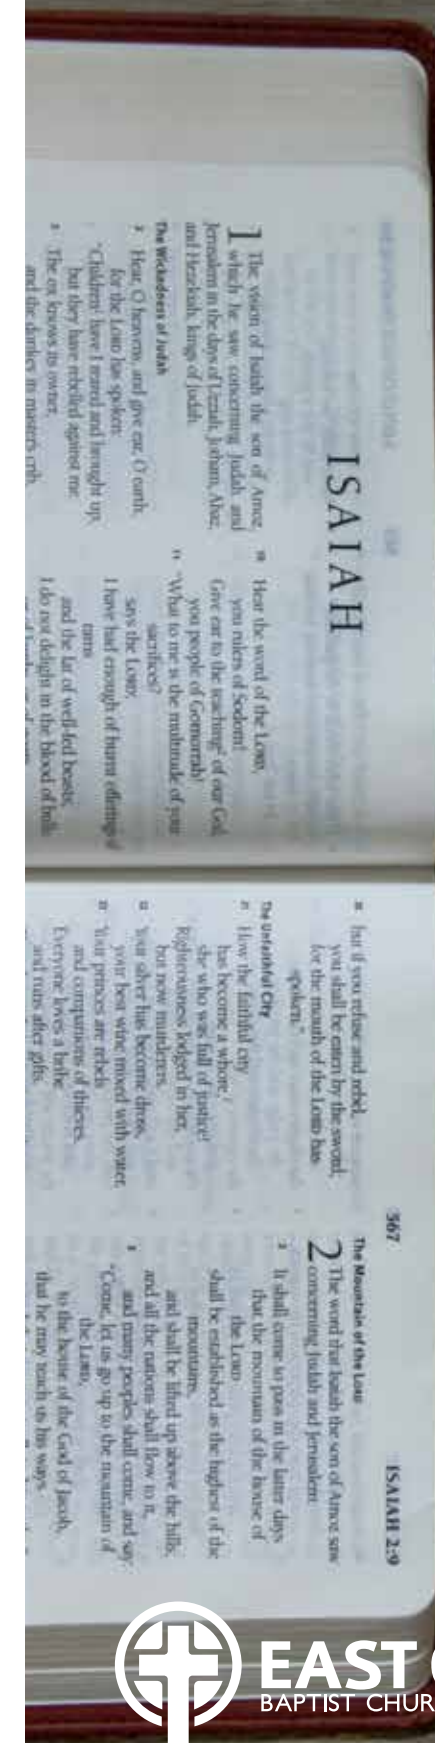 ISAIAH
1 The vision of Isaiah the son of Amoz,
which he saw concerning Judah and
Jerusalem in the days of Uzziah, Jotham, Ahaz,
and Hezekiah, kings of Judah.
The Wickedness of Judah
2 Hear, O heavens, and give ear, O earth;
for the LORD has spoken:
"Children have I reared and brought up,
but they have rebelled against me.
3 The ox knows its owner,
and the donkey its master's crib,
10 Hear the word of the LORD,
you rulers of Sodom!
Give ear to the teaching of our God,
you people of Gomorrah!
11 "What to me is the multitude of your
sacrifices?
says the LORD;
I have had enough of burnt offerings of
rams
and the fat of well-fed beasts;
I do not delight in the blood of bulls,
567
ISAIAH 2:9
20 but if you refuse and rebel,
you shall be eaten by the sword;
for the mouth of the LORD has
spoken."
The Unfaithful City
21 How the faithful city
has become a whore,
she who was full of justice!
Righteousness lodged in her,
but now murderers.
22 Your silver has become dross,
your best wine mixed with water.
23 Your princes are rebels
and companions of thieves.
Everyone loves a bribe
and runs after gifts.
The Mountain of the LORD
2 The word that Isaiah the son of Amoz saw
concerning Judah and Jerusalem.
2 It shall come to pass in the latter days
that the mountain of the house of
the LORD
shall be established as the highest of the
mountains,
and shall be lifted up above the hills;
and all the nations shall flow to it,
3 and many peoples shall come, and say:
"Come, let us go up to the mountain of
the LORD,
to the house of the God of Jacob,
that he may teach us his ways
EAST
BAPTIST CHUR